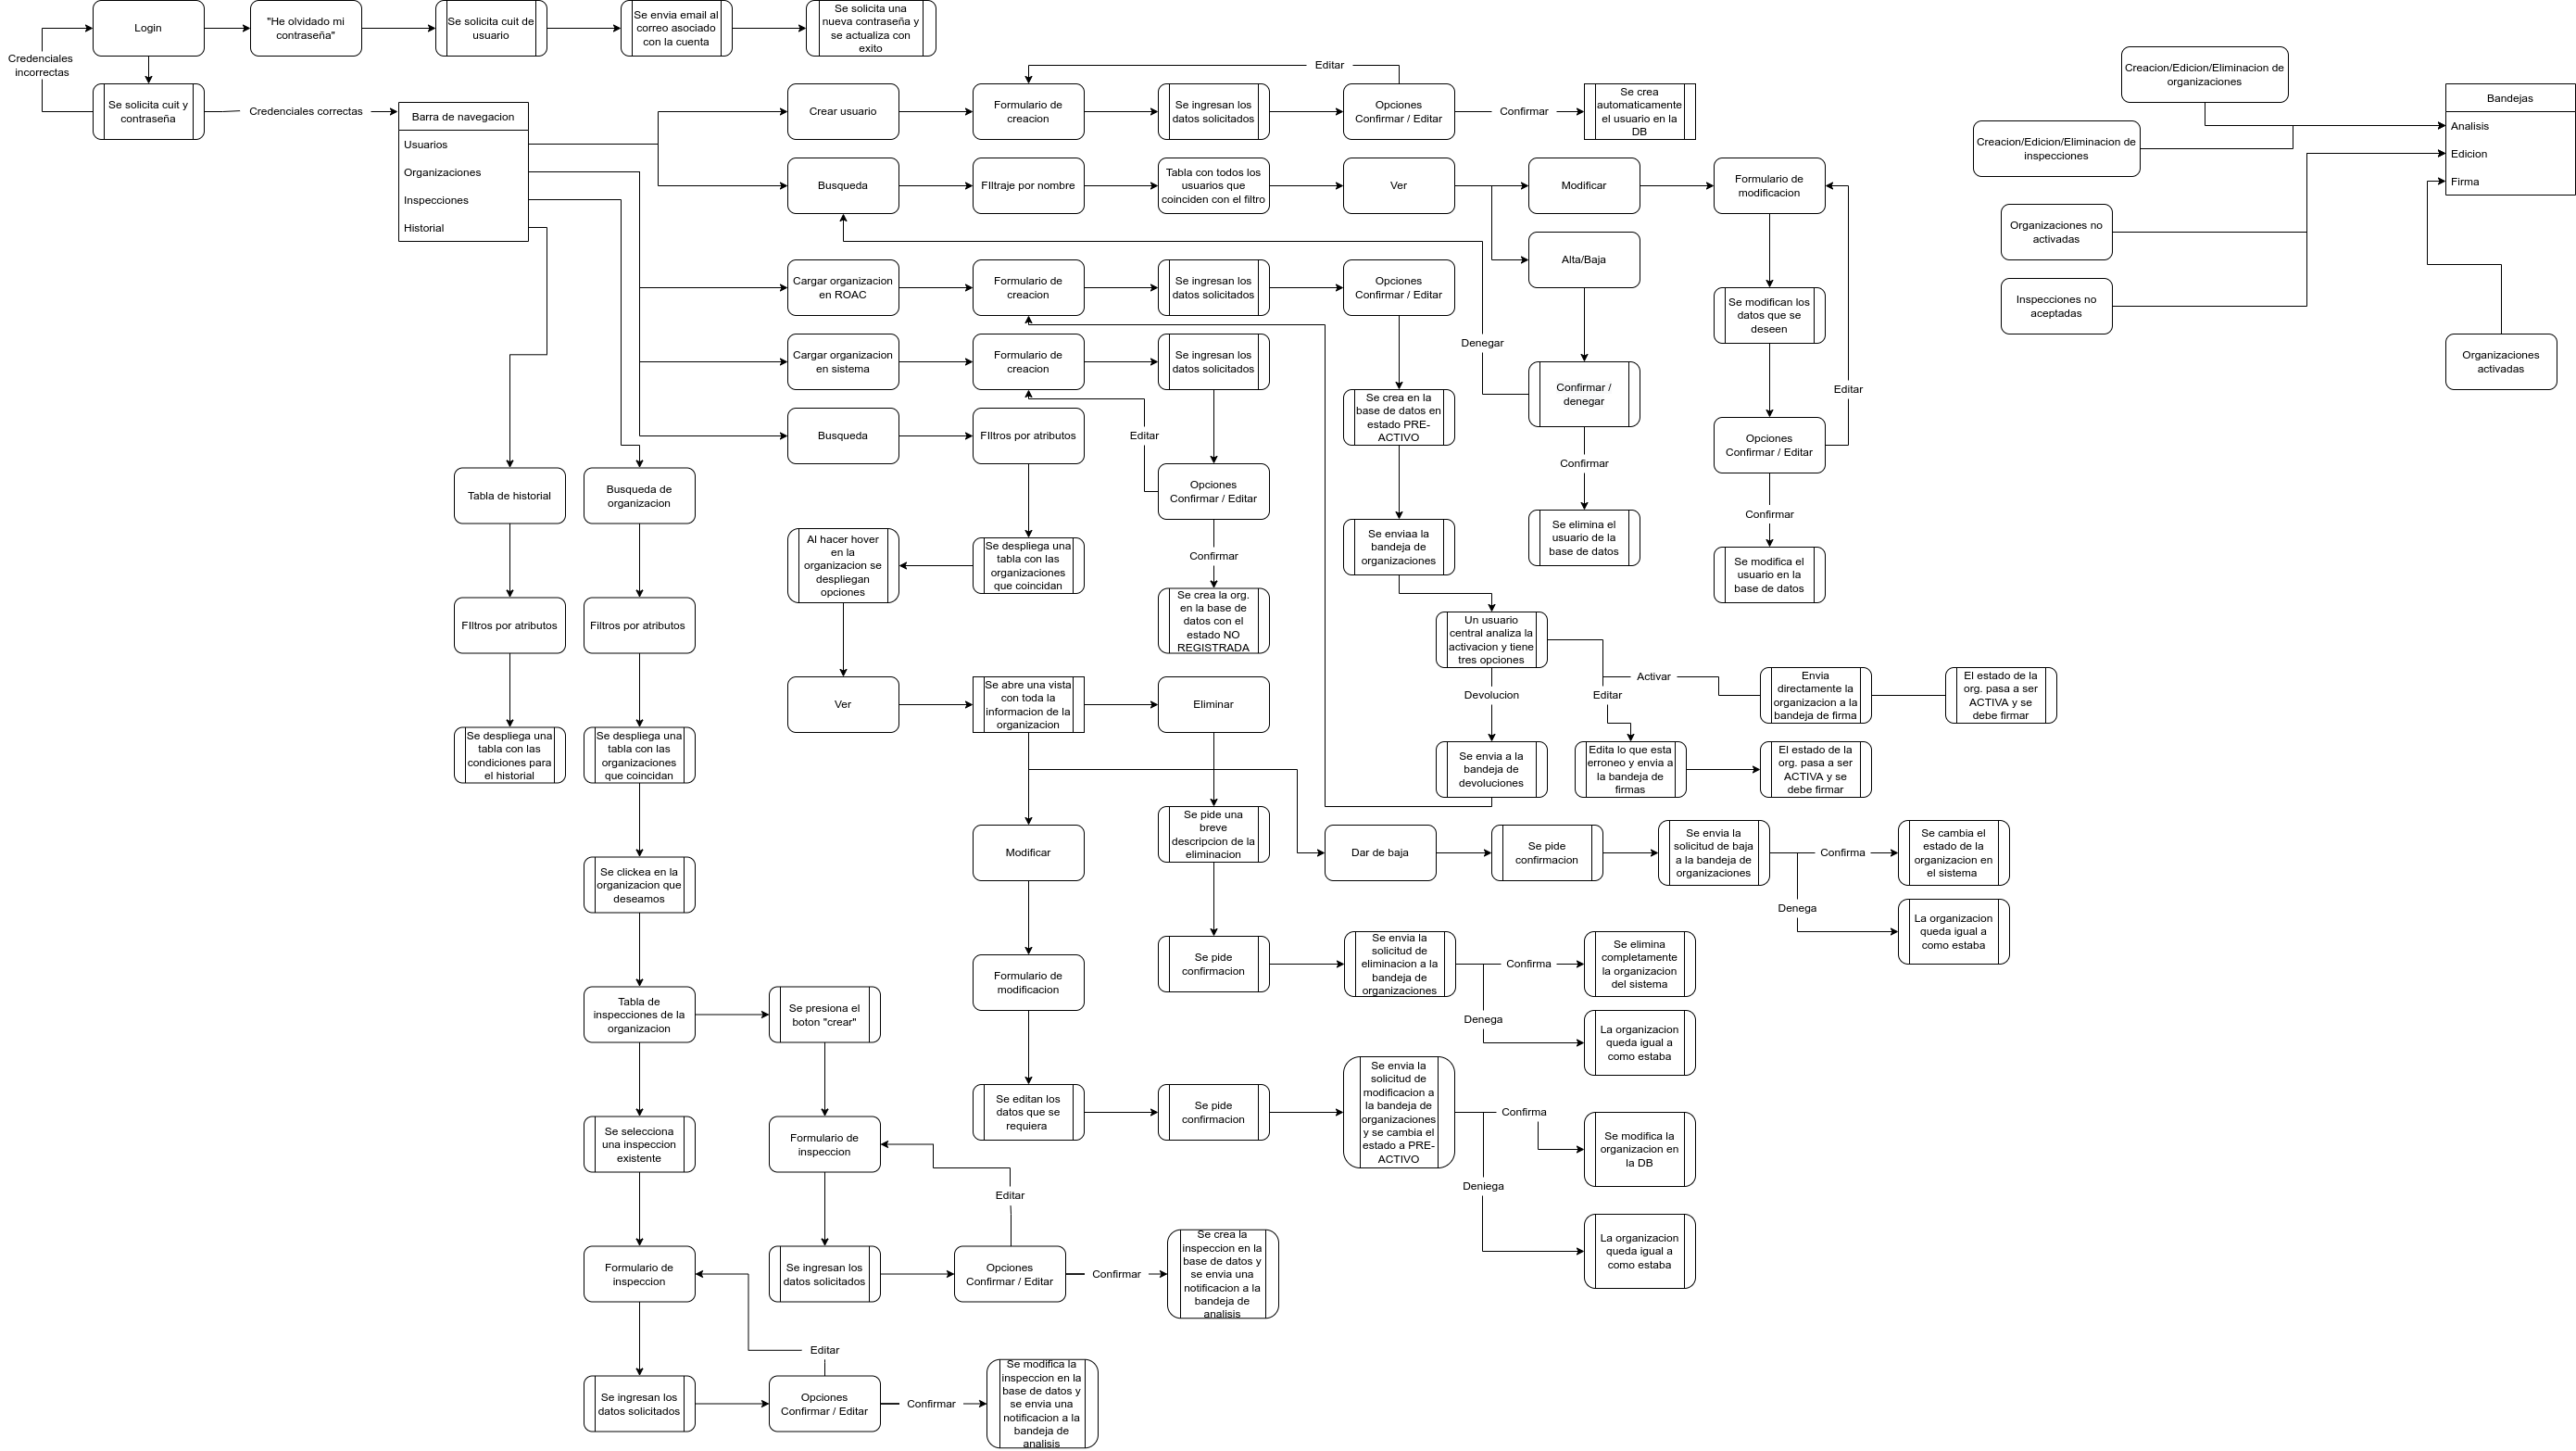 Login
"He olvidado mi
contraseña"
Se solicita cuit de
usuario
Se envia email al
correo asociado
con la cuenta
Se solicita una
nueva contraseña y
se actualiza con
exito
Credenciales
incorrectas
Se solicita cuit y
contraseña
Credenciales correctas
Barra de navegacion
Usuarios
Organizaciones
Inspecciones
Historial
Editar
Crear usuario
Formulario de
creacion
Se ingresan los
datos solicitados
Opciones
Confirmar / Editar
Confirmar
Se crea
automaticamente
el usuario en la
DB
Busqueda
FIltraje por nombre
Tabla con todos los
usuarios que
coinciden con el filtro
Ver
Modificar
Formulario de
modificacion
Alta/Baja
Se modifican los
datos que se
deseen
Denegar
Confirmar /
denegar
Editar
Opciones
Confirmar / Editar
Confirmar
Se elimina el
usuario de la
base de datos
Confirmar
Se modifica el
usuario en la
base de datos
Creacion/Edicion/Eliminacion de
organizaciones
Creacion/Edicion/Eliminacion de
inspecciones
Organizaciones no
activadas
Inspecciones no
aceptadas
Bandejas
Analisis
Edicion
Firma
Organizaciones
activadas
Cargar organizacion
en ROAC
Formulario de
creacion
Se ingresan los
datos solicitados
Opciones
Confirmar / Editar
Se crea en la
base de datos en
estado PRE-
ACTIVO
Se enviaa la
bandeja de
organizaciones
Un usuario
central analiza la
activacion y tiene
tres opciones
Devolucion
Editar
Activar
Envia
directamente la
organizacion a la
bandeja de firma
El estado de la
org. pasa a ser
ACTIVA y se
debe firmar
Se envia a la
bandeja de
devoluciones
Edita lo que esta
erroneo y envia a
la bandeja de
firmas
El estado de la
org. pasa a ser
ACTIVA y se
debe firmar
Cargar organizacion
en sistema
Formulario de
creacion
Se ingresan los
datos solicitados
Editar
Opciones
Confirmar / Editar
Confirmar
Se crea la org.
en la base de
datos con el
estado NO
REGISTRADA
Busqueda
FIltros por atributos
Se despliega una
tabla con las
organizaciones
que coincidan
Al hacer hover
en la
organizacion se
despliegan
opciones
Ver
Se abre una vista
con toda la
informacion de la
organizacion
Eliminar
Se pide una
breve
descripcion de la
eliminacion
Dar de baja
Se pide
confirmacion
Se envia la
solicitud de baja
a la bandeja de
organizaciones
Confirma
Se cambia el
estado de la
organizacion en
el sistema
Denega
La organizacion
queda igual a
como estaba
Se pide
confirmacion
Se envia la
solicitud de
eliminacion a la
bandeja de
organizaciones
Confirma
Se elimina
completamente
la organizacion
del sistema
Denega
La organizacion
queda igual a
como estaba
Modificar
Formulario de
modificacion
Se editan los
datos que se
requiera
Se pide
confirmacion
Se envia la
solicitud de
modificacion a
la bandeja de
organizaciones
y se cambia el
estado a PRE-
ACTIVO
Confirma
Se modifica la
organizacion en
la DB
Deniega
La organizacion
queda igual a
como estaba
Tabla de historial
FIltros por atributos
Se despliega una
tabla con las
condiciones para
el historial
Busqueda de
organizacion
Filtros por atributos
Se despliega una
tabla con las
organizaciones
que coincidan
Se clickea en la
organizacion que
deseamos
Tabla de
inspecciones de la
organizacion
Se presiona el
boton "crear"
Formulario de
inspeccion
Editar
Se ingresan los
datos solicitados
Opciones
Confirmar / Editar
Confirmar
Se crea la
inspeccion en la
base de datos y
se envia una
notificacion a la
bandeja de
analisis
Se selecciona
una inspeccion
existente
Formulario de
inspeccion
Editar
Se ingresan los
datos solicitados
Opciones
Confirmar / Editar
Confirmar
Se modifica la
inspeccion en la
base de datos y
se envia una
notificacion a la
bandeja de
analisis